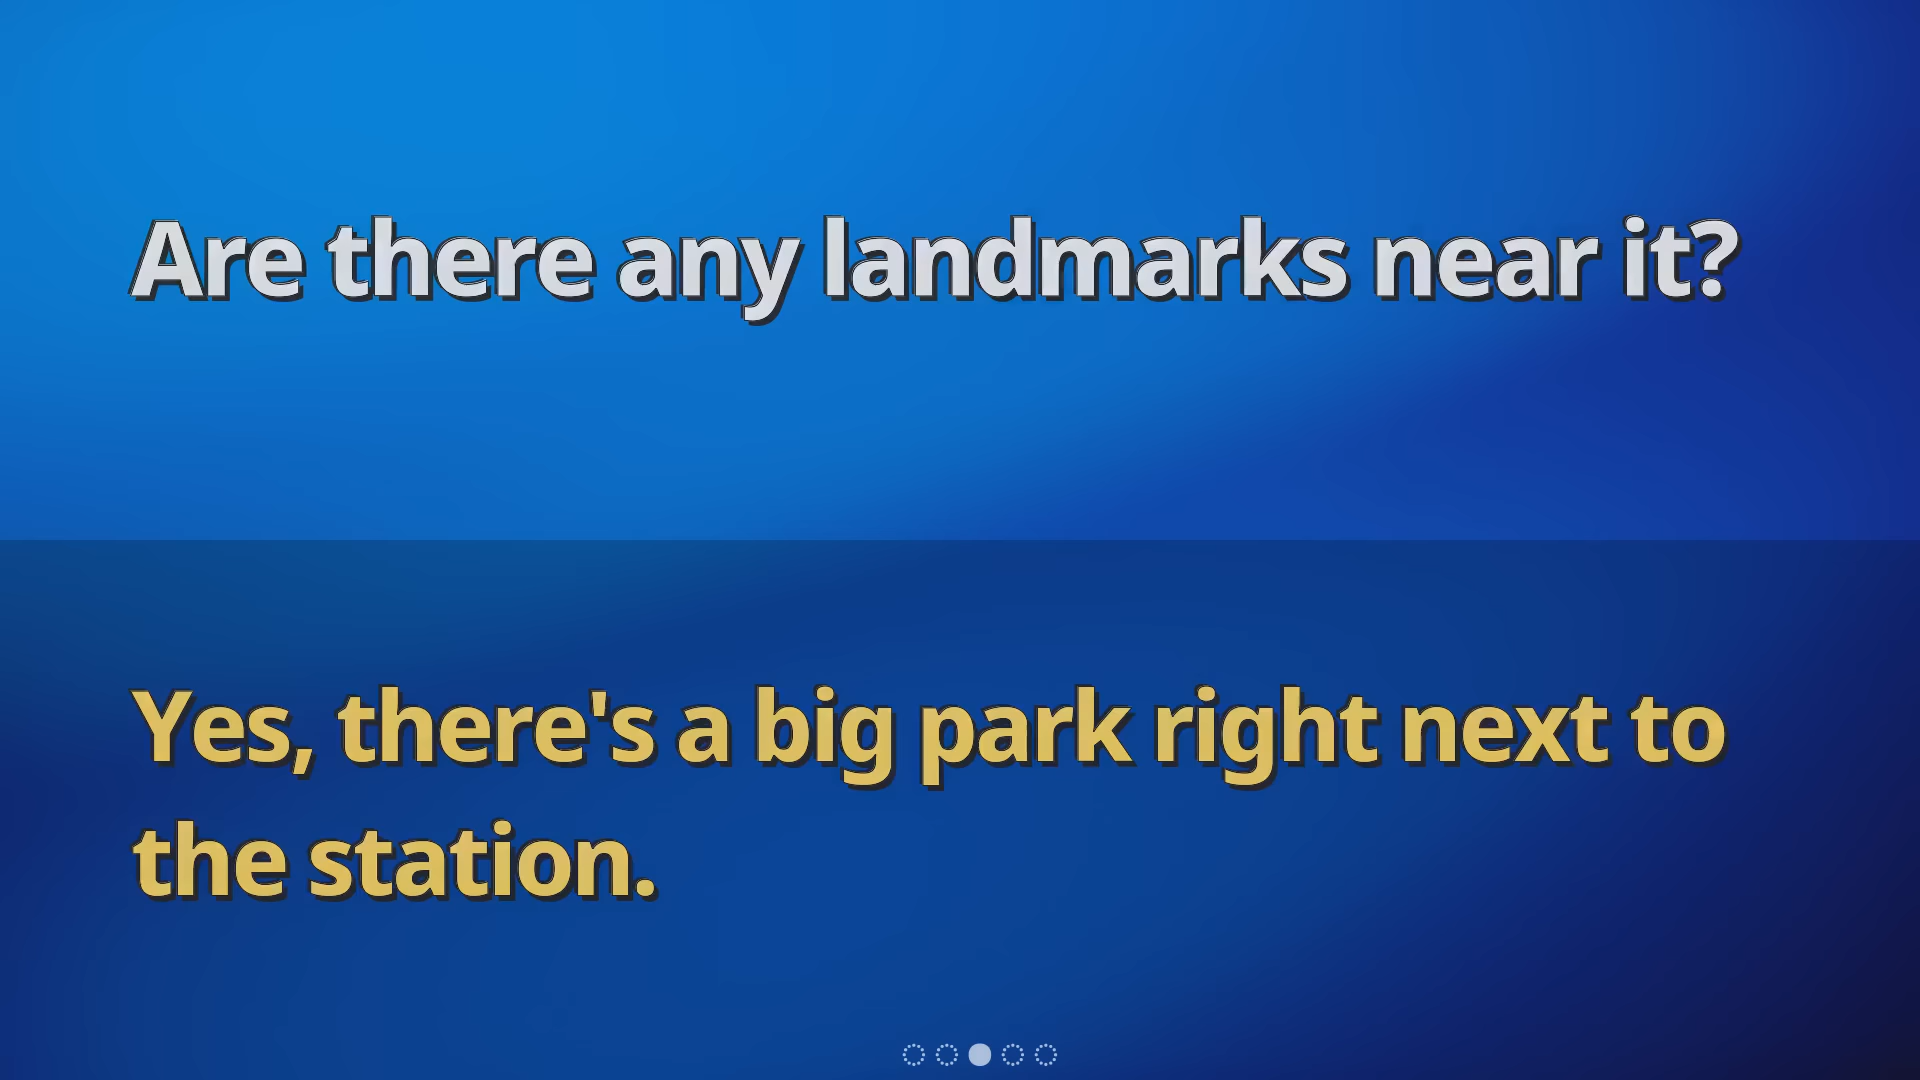 Are there any landmarks near it?
Yes, there's a big park right next to
the station.